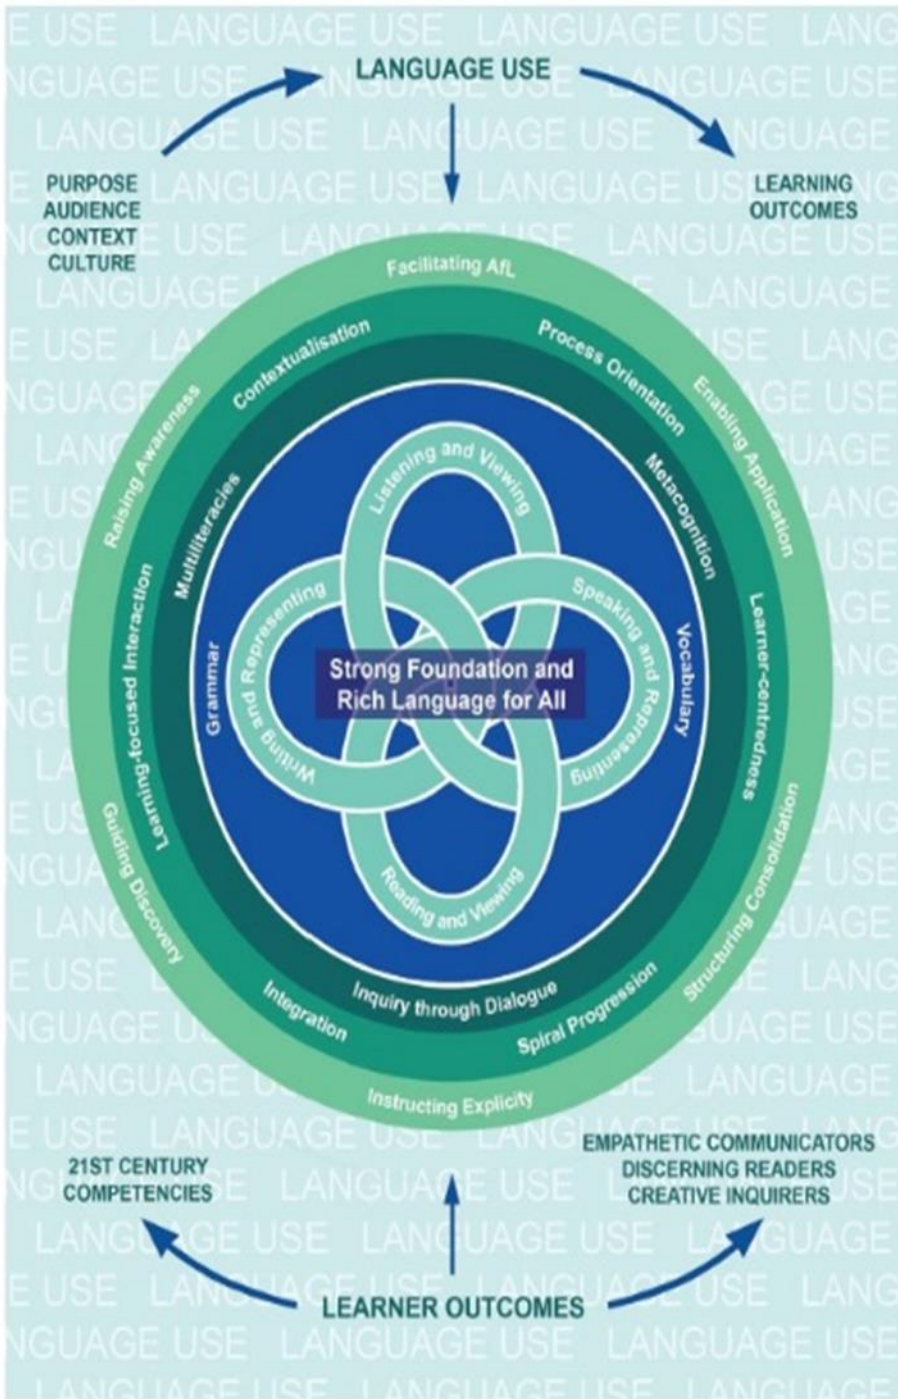 LANGUAGE USE
PURPOSE
AUDIENCE
CONTEXT
CULTURE
LEARNING
OUTCOMES
Facilitating AfL
Raising Awareness
Enabling Application
Guiding Discovery
Structuring Consolidation
Instructing Explicity
Contextualisation
Process Orientation
Learning-focused Interaction
Learner-centredness
Integration
Spiral Progression
Multiliteracies
Metacognition
Inquiry through Dialogue
Grammar
Vocabulary
Listening and Viewing
Writing and Representing
Speaking and Representing
Reading and Viewing
Strong Foundation and
Rich Language for All
21ST CENTURY
COMPETENCIES
EMPATHETIC COMMUNICATORS
DISCERNING READERS
CREATIVE INQUIRERS
LEARNER OUTCOMES
LANGUAGE USE